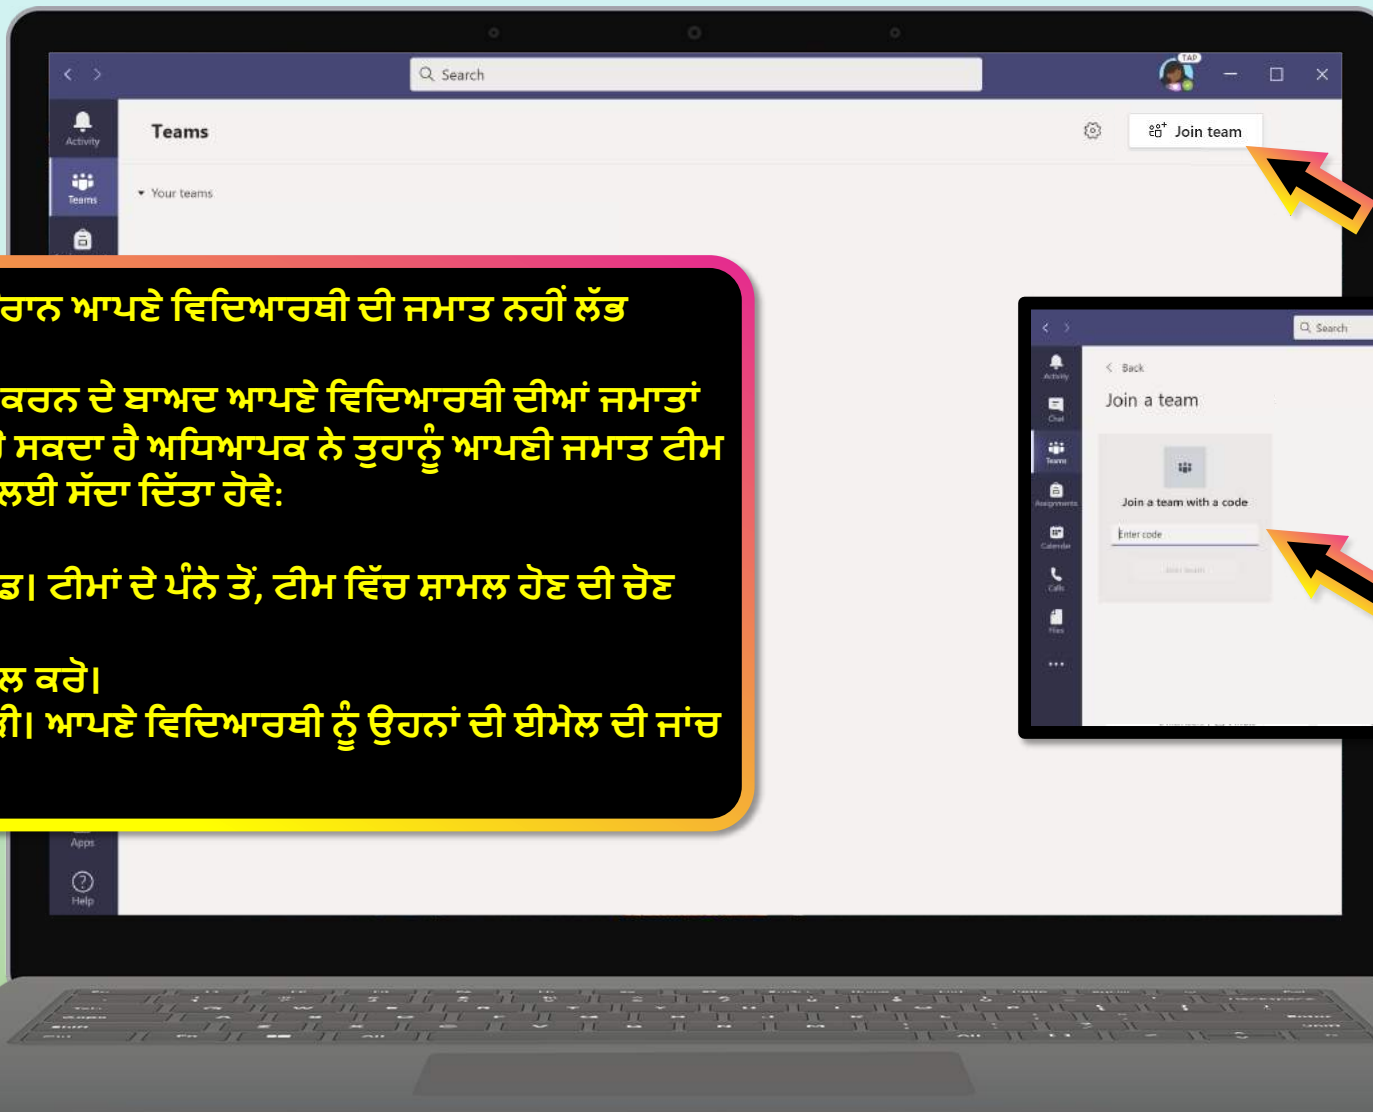 Search
TAP
Activity
Teams
Join team
Teams
Your teams
ਰਾਨ ਆਪਣੇ ਵਿਦਿਆਰਥੀ ਦੀ ਜਮਾਤ ਨਹੀਂ ਲੱਭ
ਕਰਨ ਦੇ ਬਾਅਦ ਆਪਣੇ ਵਿਦਿਆਰਥੀ ਦੀਆਂ ਜਮਾਤਾਂ
ਸਕਦਾ ਹੈ ਅਧਿਆਪਕ ਨੇ ਤੁਹਾਨੂੰ ਆਪਣੀ ਜਮਾਤ ਟੀਮ
ਲਈ ਸੱਦਾ ਦਿੱਤਾ ਹੋਵੇ:
ਡ। ਟੀਮਾਂ ਦੇ ਪੰਨੇ ਤੋਂ, ਟੀਮ ਵਿੱਚ ਸ਼ਾਮਲ ਹੋਣ ਦੀ ਚੋਣ
ਲ ਕਰੋ।
ਆਪਣੇ ਵਿਦਿਆਰਥੀ ਨੂੰ ਉਹਨਾਂ ਦੀ ਈਮੇਲ ਦੀ ਜਾਂਚ
Apps
Help
Search
Back
Join a team
Activity
Chat
Teams
Assignments
Calendar
Calls
Files
Join a team with a code
Enter code